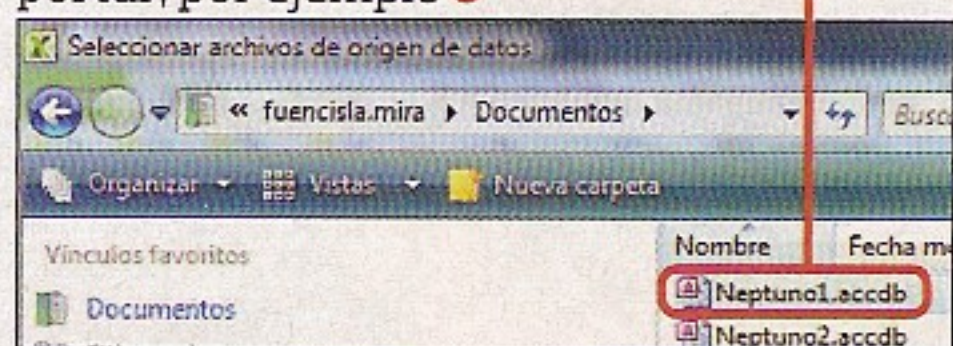 Seleccionar archivos de origen de datos
« fuencisla.mira ▸ Documentos ▸
Organizar Vistas Nueva carpeta
Vínculos favoritos
Nombre Fecha
Documentos
Neptuno1.accdb
Neptuno2.accdb